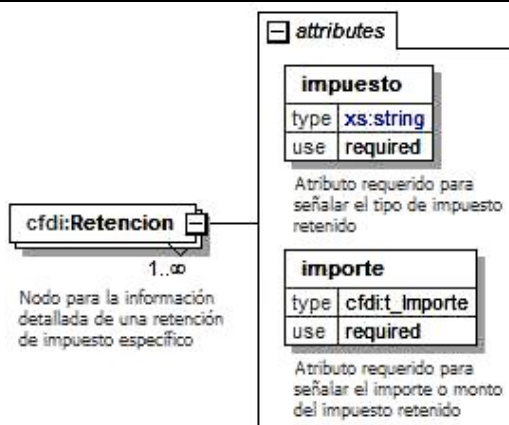 attributes
impuesto
type xs:string
use required
Atributo requerido para
señalar el tipo de impuesto
retenido
cfdi:Retencion
1..∞
Nodo para la información
detallada de una retención
de impuesto específico
importe
type cfdi:t_Importe
use required
Atributo requerido para
señalar el importe o monto
del impuesto retenido